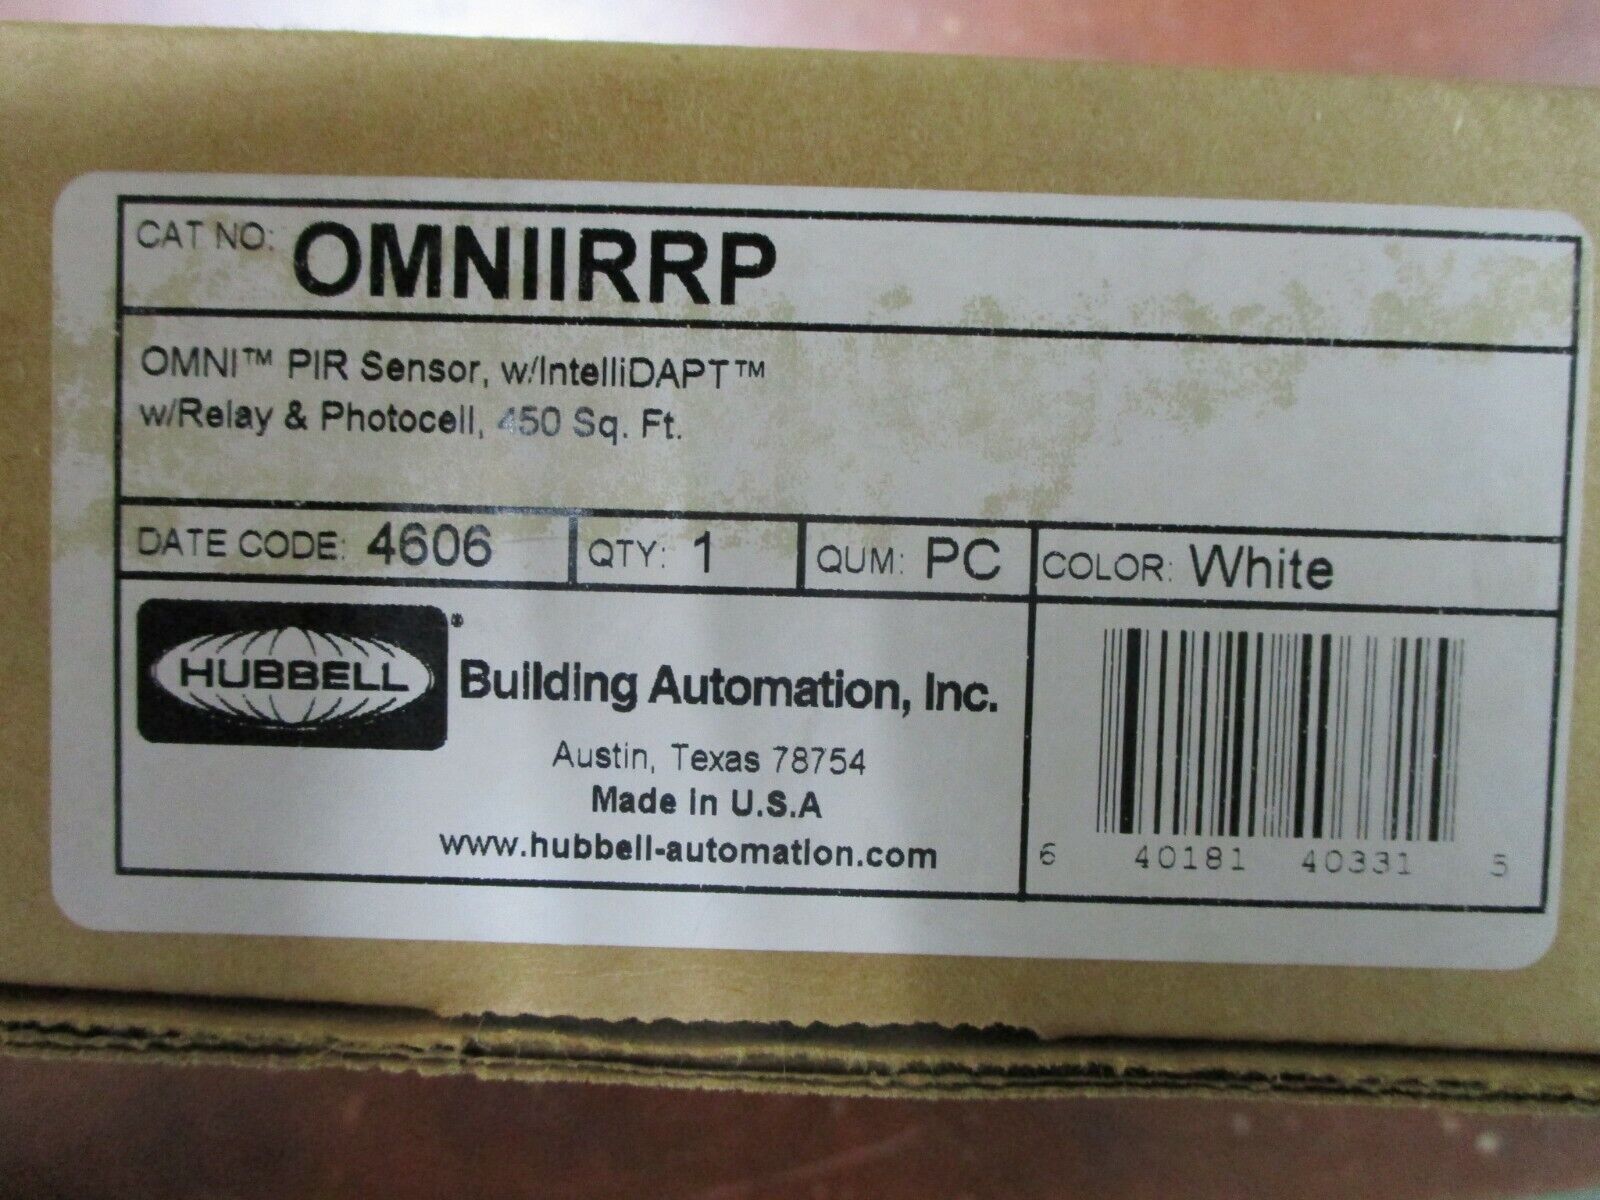 CAT NO: OMNIIRRP
OMNI™ PIR Sensor, w/IntelliDAPT™
w/Relay & Photocell, 450 Sq. Ft.
DATE CODE: 4606 QTY: 1 QUM: PC COLOR: White
HUBBELL® Building Automation, Inc.
Austin, Texas 78754
Made in U.S.A
www.hubbell-automation.com
6 40181 40331 5